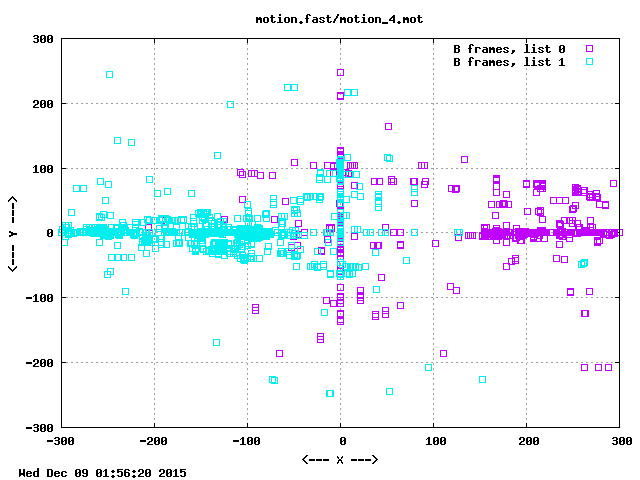 motion.fast/motion_4.mot
B frames, list 0
B frames, list 1
300
200
100
0
-100
-200
-300
<--- Y --->
-300 -200 -100 0 100 200 300
<--- X --->
Wed Dec 09 01:56:20 2015